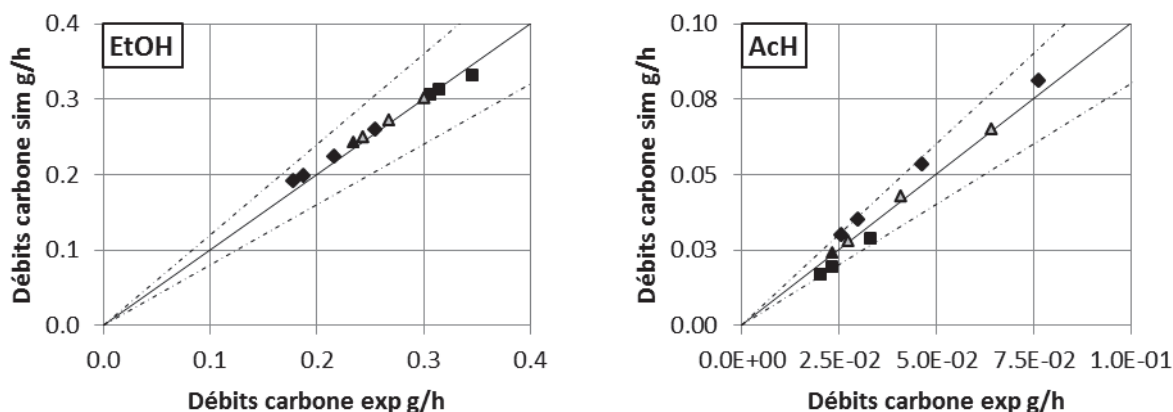 EtOH
Débits carbone sim g/h
0.4
0.3
0.2
0.1
0.0
0.0 0.1 0.2 0.3 0.4
Débits carbone exp g/h
AcH
Débits carbone sim g/h
0.10
0.08
0.05
0.03
0.00
0.0E+00 2.5E-02 5.0E-02 7.5E-02 1.0E-01
Débits carbone exp g/h